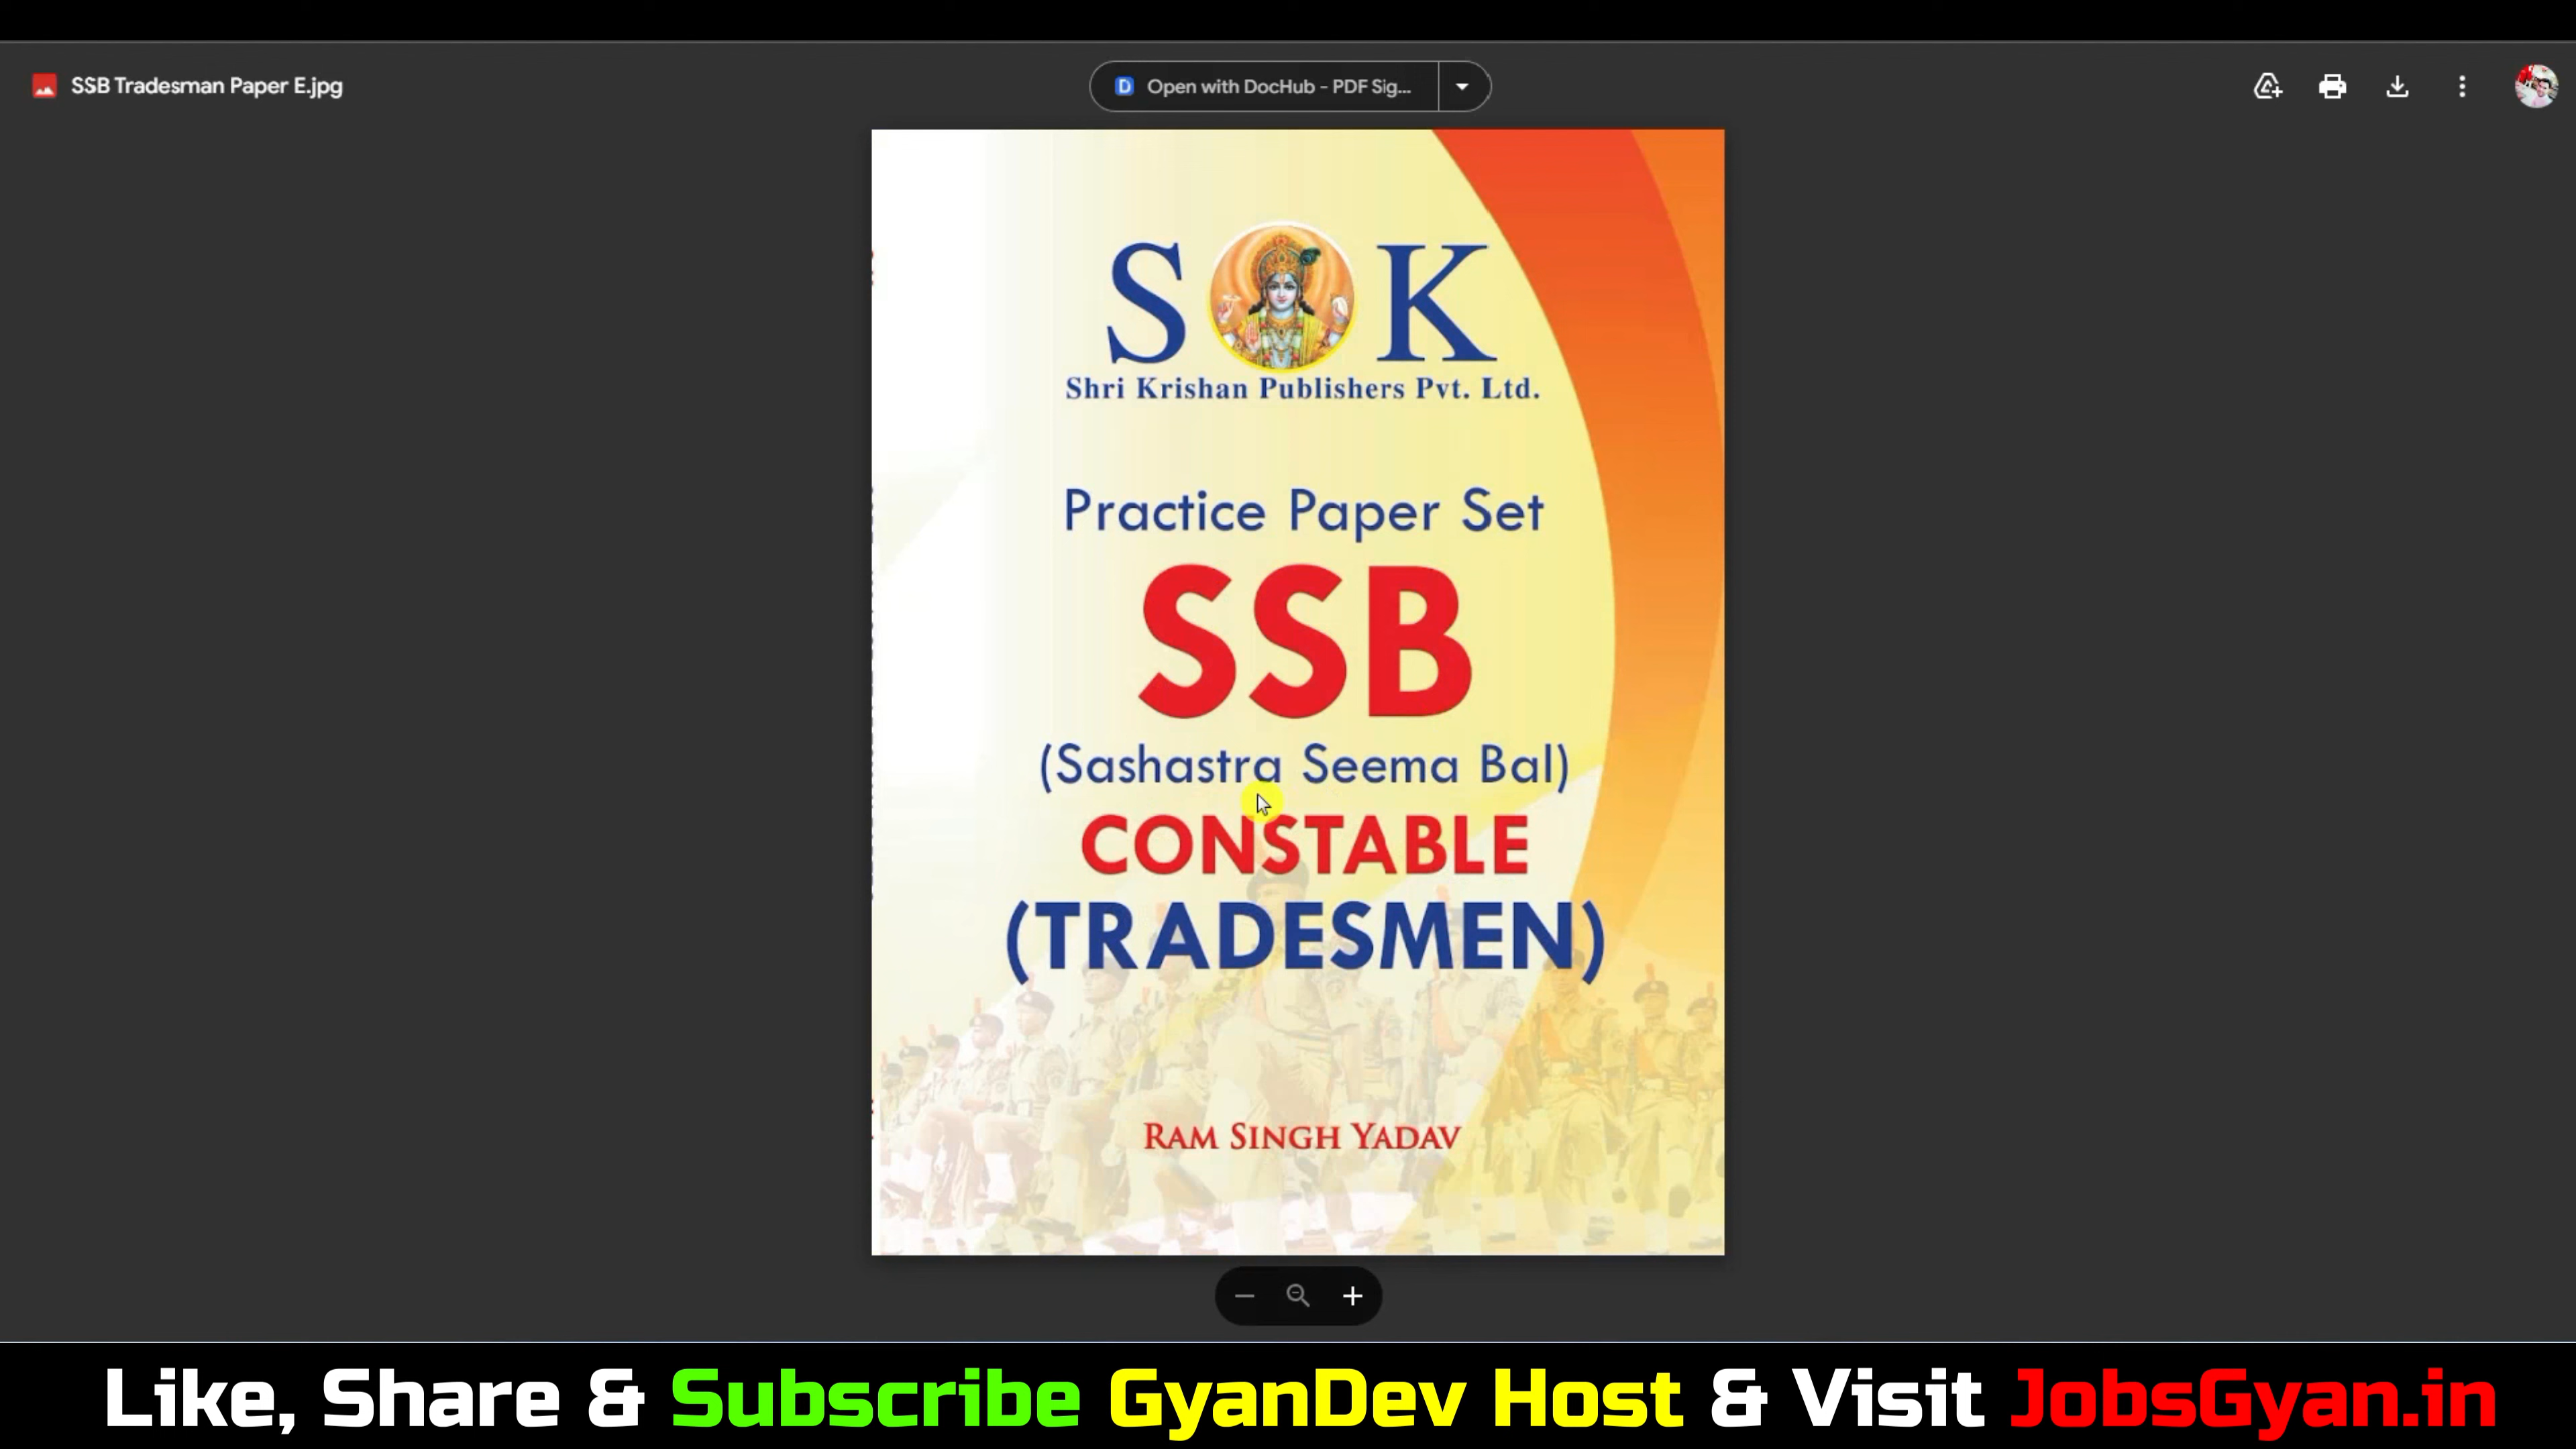 SSB Tradesman Paper E.jpg
Open with DocHub - PDF Sig...
S K
Shri Krishan Publishers Pvt. Ltd.
Practice Paper Set
SSB
(Sashastra Seema Bal)
CONSTABLE
(TRADESMEN)
RAM SINGH YADAV
Like, Share & Subscribe GyanDev Host & Visit JobsGyan.in